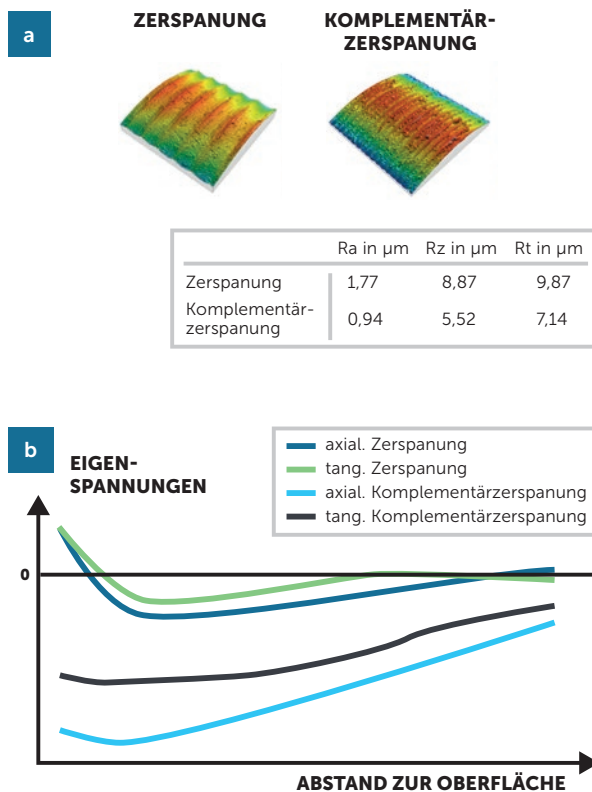 a
ZERSPANUNG
KOMPLEMENTÄR-
ZERSPANUNG
Ra in µm Rz in µm Rt in µm
Zerspanung 1,77 8,87 9,87
Komplementär-
zerspanung 0,94 5,52 7,14
b
EIGEN-
SPANNUNGEN
axial. Zerspanung
tang. Zerspanung
axial. Komplementärzerspanung
tang. Komplementärzerspanung
0
ABSTAND ZUR OBERFLÄCHE